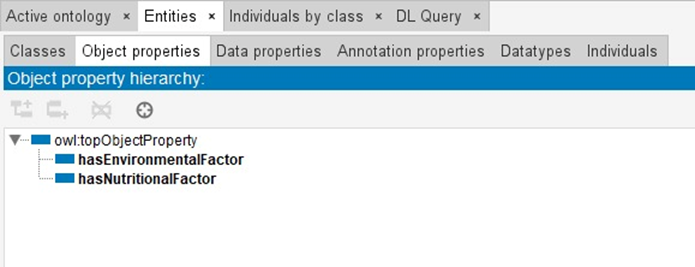 Active ontology × Entities × Individuals by class × DL Query ×
Classes Object properties Data properties Annotation properties Datatypes Individuals
Object property hierarchy:
owl:topObjectProperty
hasEnvironmentalFactor
hasNutritionalFactor